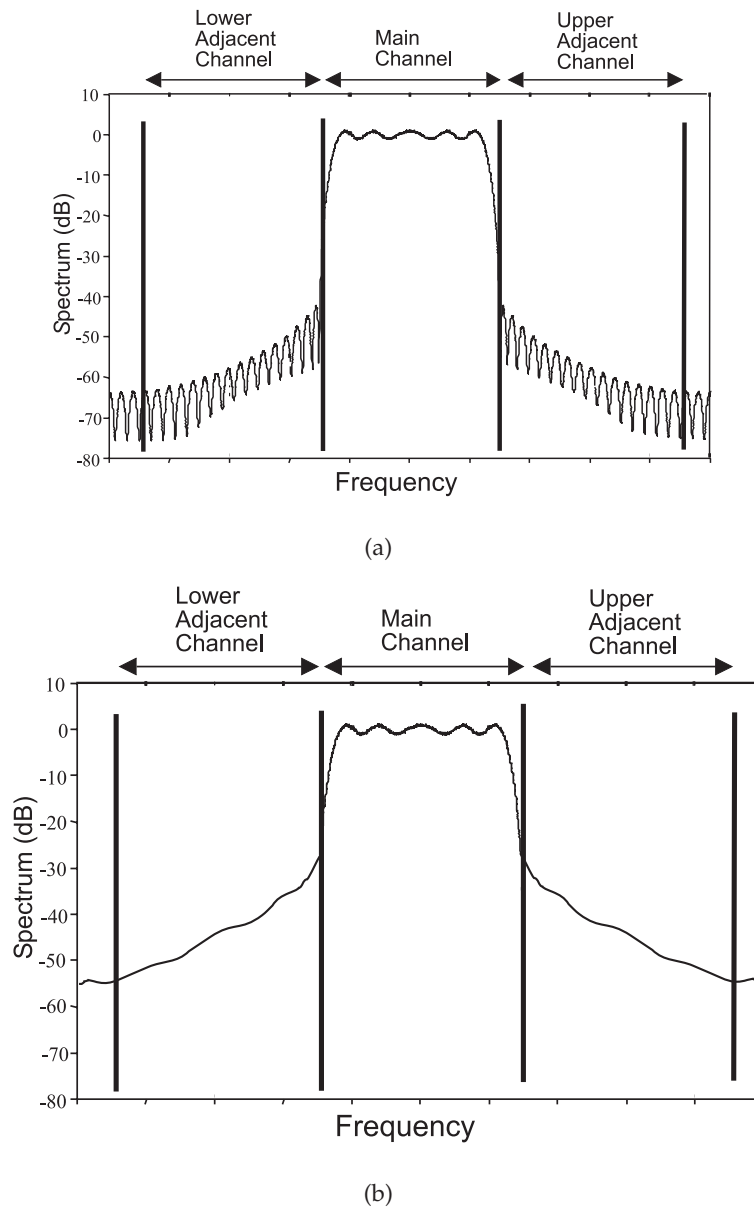 Lower
Adjacent
Channel
Main
Channel
Upper
Adjacent
Channel
10
0
-10
-20
-30
-40
-50
-60
-70
-80
Spectrum (dB)
Frequency
(a)
Lower
Adjacent
Channel
Main
Channel
Upper
Adjacent
Channel
10
0
-10
-20
-30
-40
-50
-60
-70
-80
Spectrum (dB)
Frequency
(b)